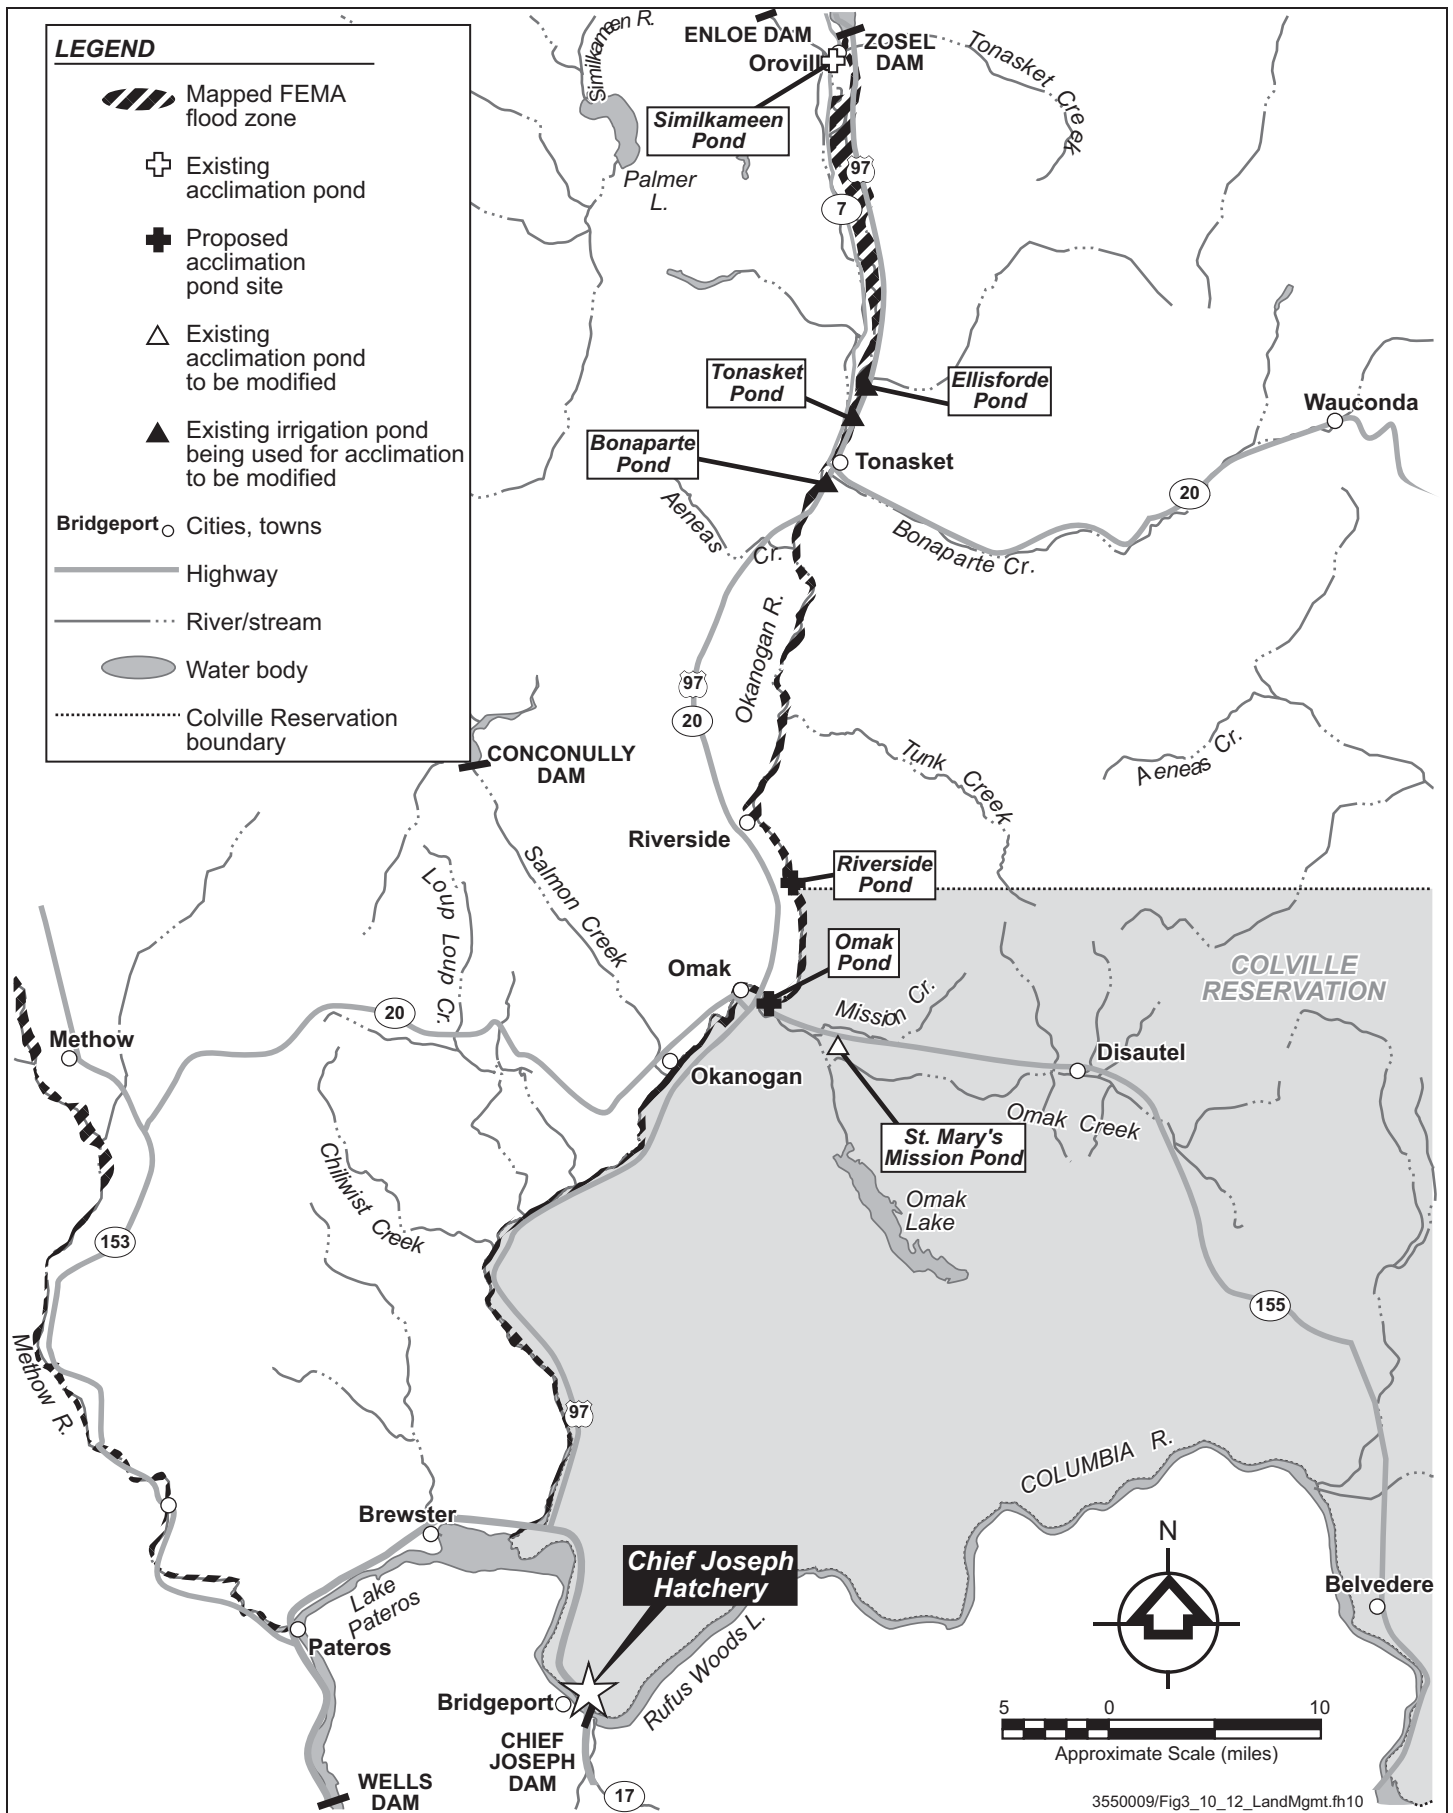 LEGEND
Mapped FEMA
flood zone
Existing
acclimation pond
Proposed
acclimation
pond site
Existing
acclimation pond
to be modified
Existing irrigation pond
being used for acclimation
to be modified
Bridgeport
Cities, towns
Highway
River/stream
Water body
Colville Reservation
boundary
Similkameen R.
ENLOE DAM
ZOSEL
DAM
Orovill
Tonasket Creek
Similkameen
Pond
Palmer
L.
97
7
Tonasket
Pond
Ellisforde
Pond
Wauconda
Bonaparte
Pond
Tonasket
20
Aeneas Cr.
Bonaparte Cr.
Okanogan R.
97
20
CONCONULLY
DAM
Tunk Creek
Aeneas Cr.
Riverside
Salmon Creek
Loup Loup Cr.
Riverside
Pond
Omak
Pond
Omak
COLVILLE
RESERVATION
Mission Cr.
20
Methow
Okanogan
Disautel
Omak Creek
St. Mary's
Mission Pond
Chiliwist Creek
Omak
Lake
153
155
Methow R.
97
COLUMBIA R.
Brewster
Chief Joseph
Hatchery
N
Lake
Pateros
Belvedere
Pateros
Rufus Woods L.
Bridgeport
5 0 10
Approximate Scale (miles)
CHIEF
JOSEPH
DAM
WELLS
DAM
17
3550009/Fig3_10_12_LandMgmt.fh10